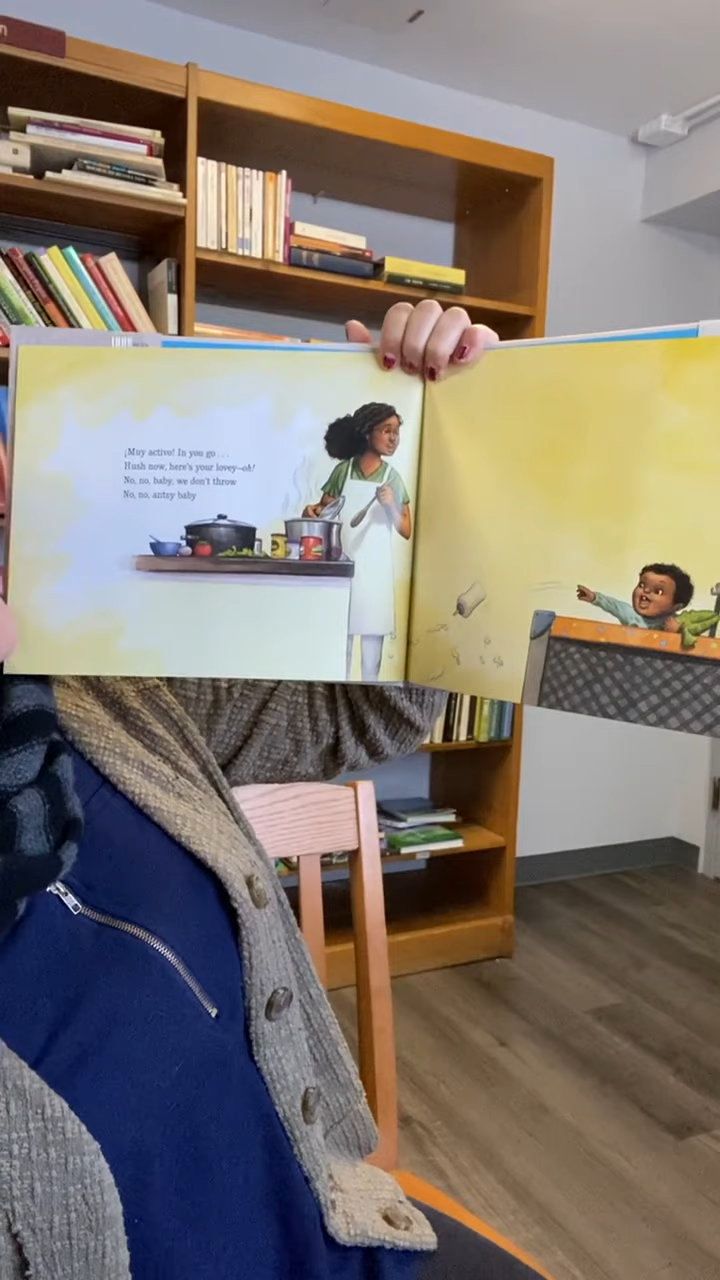 ¡Muy activo! In you go . . .
Hush now, here's your lovey–oh!
No, no, baby, we don't throw
No, no, antsy baby